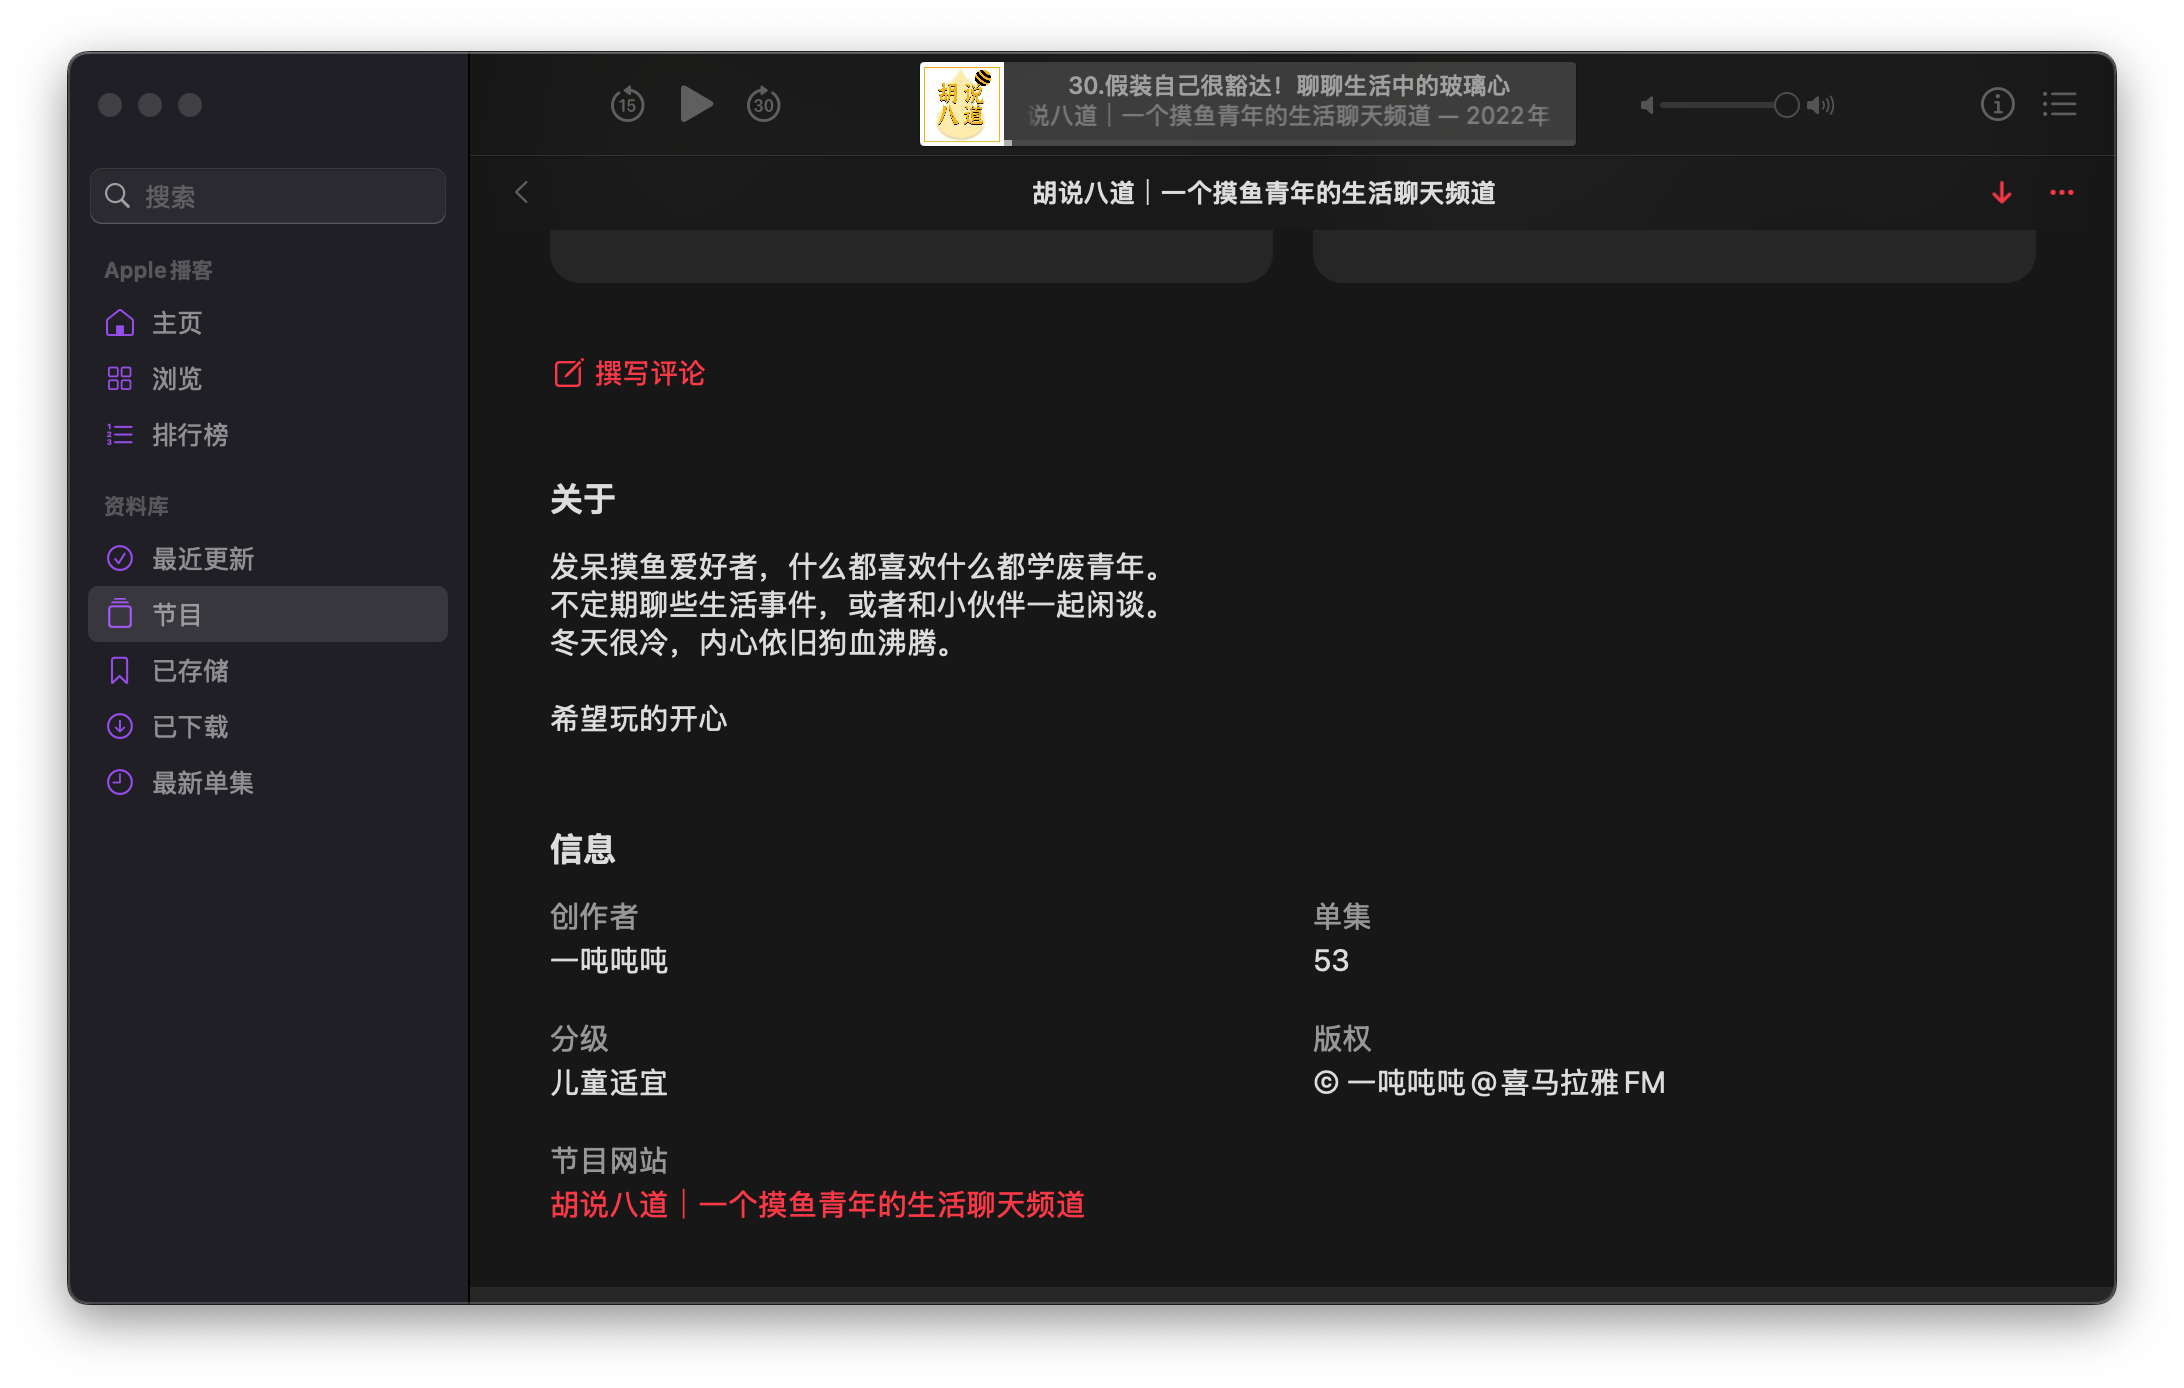 搜索
Apple播客
主页
浏览
排行榜
资料库
最近更新
节目
已存储
已下载
最新单集
15
30
胡说
八道
30.假装自己很豁达！聊聊生活中的玻璃心
说八道｜一个摸鱼青年的生活聊天频道 — 2022年
胡说八道｜一个摸鱼青年的生活聊天频道
撰写评论
关于
发呆摸鱼爱好者，什么都喜欢什么都学废青年。
不定期聊些生活事件，或者和小伙伴一起闲谈。
冬天很冷，内心依旧狗血沸腾。
希望玩的开心
信息
创作者
一吨吨吨
单集
53
分级
儿童适宜
版权
© 一吨吨吨@喜马拉雅FM
节目网站
胡说八道｜一个摸鱼青年的生活聊天频道